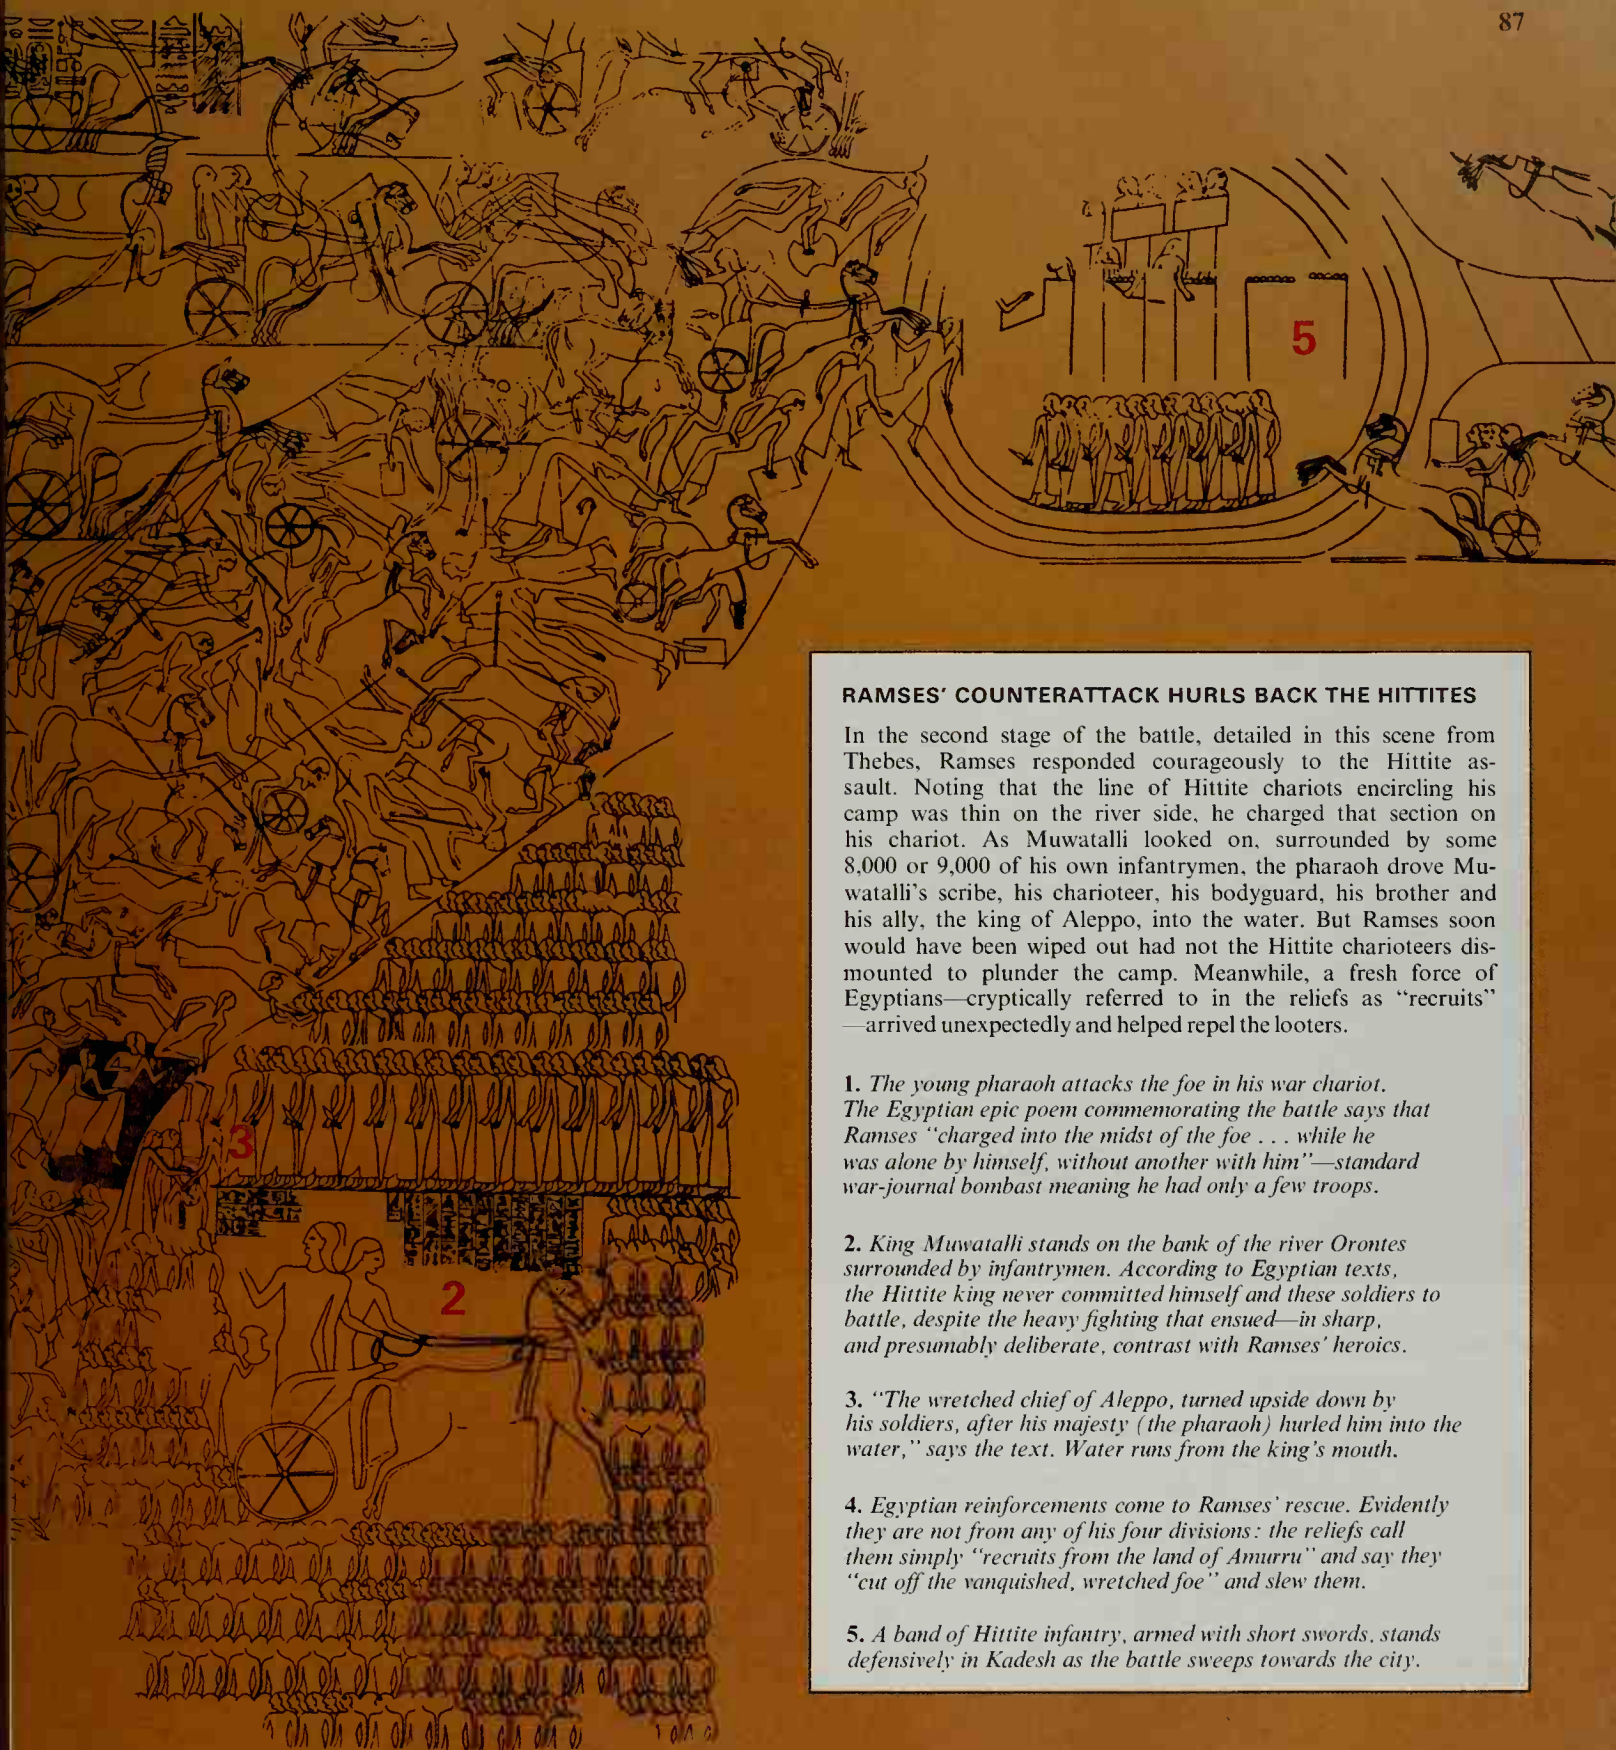 87
5
RAMSES’ COUNTERATTACK HURLS BACK THE HITTITES
In the second stage of the battle, detailed in this scene from
Thebes, Ramses responded courageously to the Hittite as-
sault. Noting that the line of Hittite chariots encircling his
camp was thin on the river side, he charged that section on
his chariot. As Muwatalli looked on, surrounded by some
8,000 or 9,000 of his own infantrymen, the pharaoh drove Mu-
watalli’s scribe, his charioteer, his bodyguard, his brother and
his ally, the king of Aleppo, into the water. But Ramses soon
would have been wiped out had not the Hittite charioteers dis-
mounted to plunder the camp. Meanwhile, a fresh force of
Egyptians—cryptically referred to in the reliefs as “recruits”
—arrived unexpectedly and helped repel the looters.
1. The young pharaoh attacks the foe in his war chariot.
The Egyptian epic poem commemorating the battle says that
Ramses “charged into the midst of the foe . . . while he
was alone by himself, without another with him”—standard
war-journal bombast meaning he had only a few troops.
2. King Muwatalli stands on the bank of the river Orontes
surrounded by infantrymen. According to Egyptian texts,
the Hittite king never committed himself and these soldiers to
battle, despite the heavy fighting that ensued—in sharp,
and presumably deliberate, contrast with Ramses’ heroics.
3. “The wretched chief of Aleppo, turned upside down by
his soldiers, after his majesty (the pharaoh) hurled him into the
water,” says the text. Water runs from the king’s mouth.
4. Egyptian reinforcements come to Ramses’ rescue. Evidently
they are not from any of his four divisions: the reliefs call
them simply “recruits from the land of Amurru” and say they
“cut off the vanquished, wretched foe” and slew them.
5. A band of Hittite infantry, armed with short swords, stands
defensively in Kadesh as the battle sweeps towards the city.
3
2